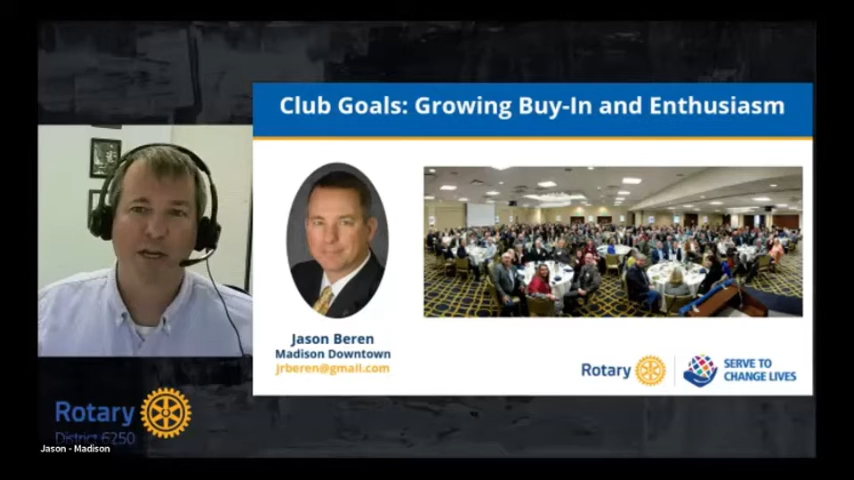 Club Goals: Growing Buy-In and Enthusiasm
Jason Beren
Madison Downtown
jrberen@gmail.com
Rotary
SERVE TO
CHANGE LIVES
Rotary
District 6250
Jason - Madison